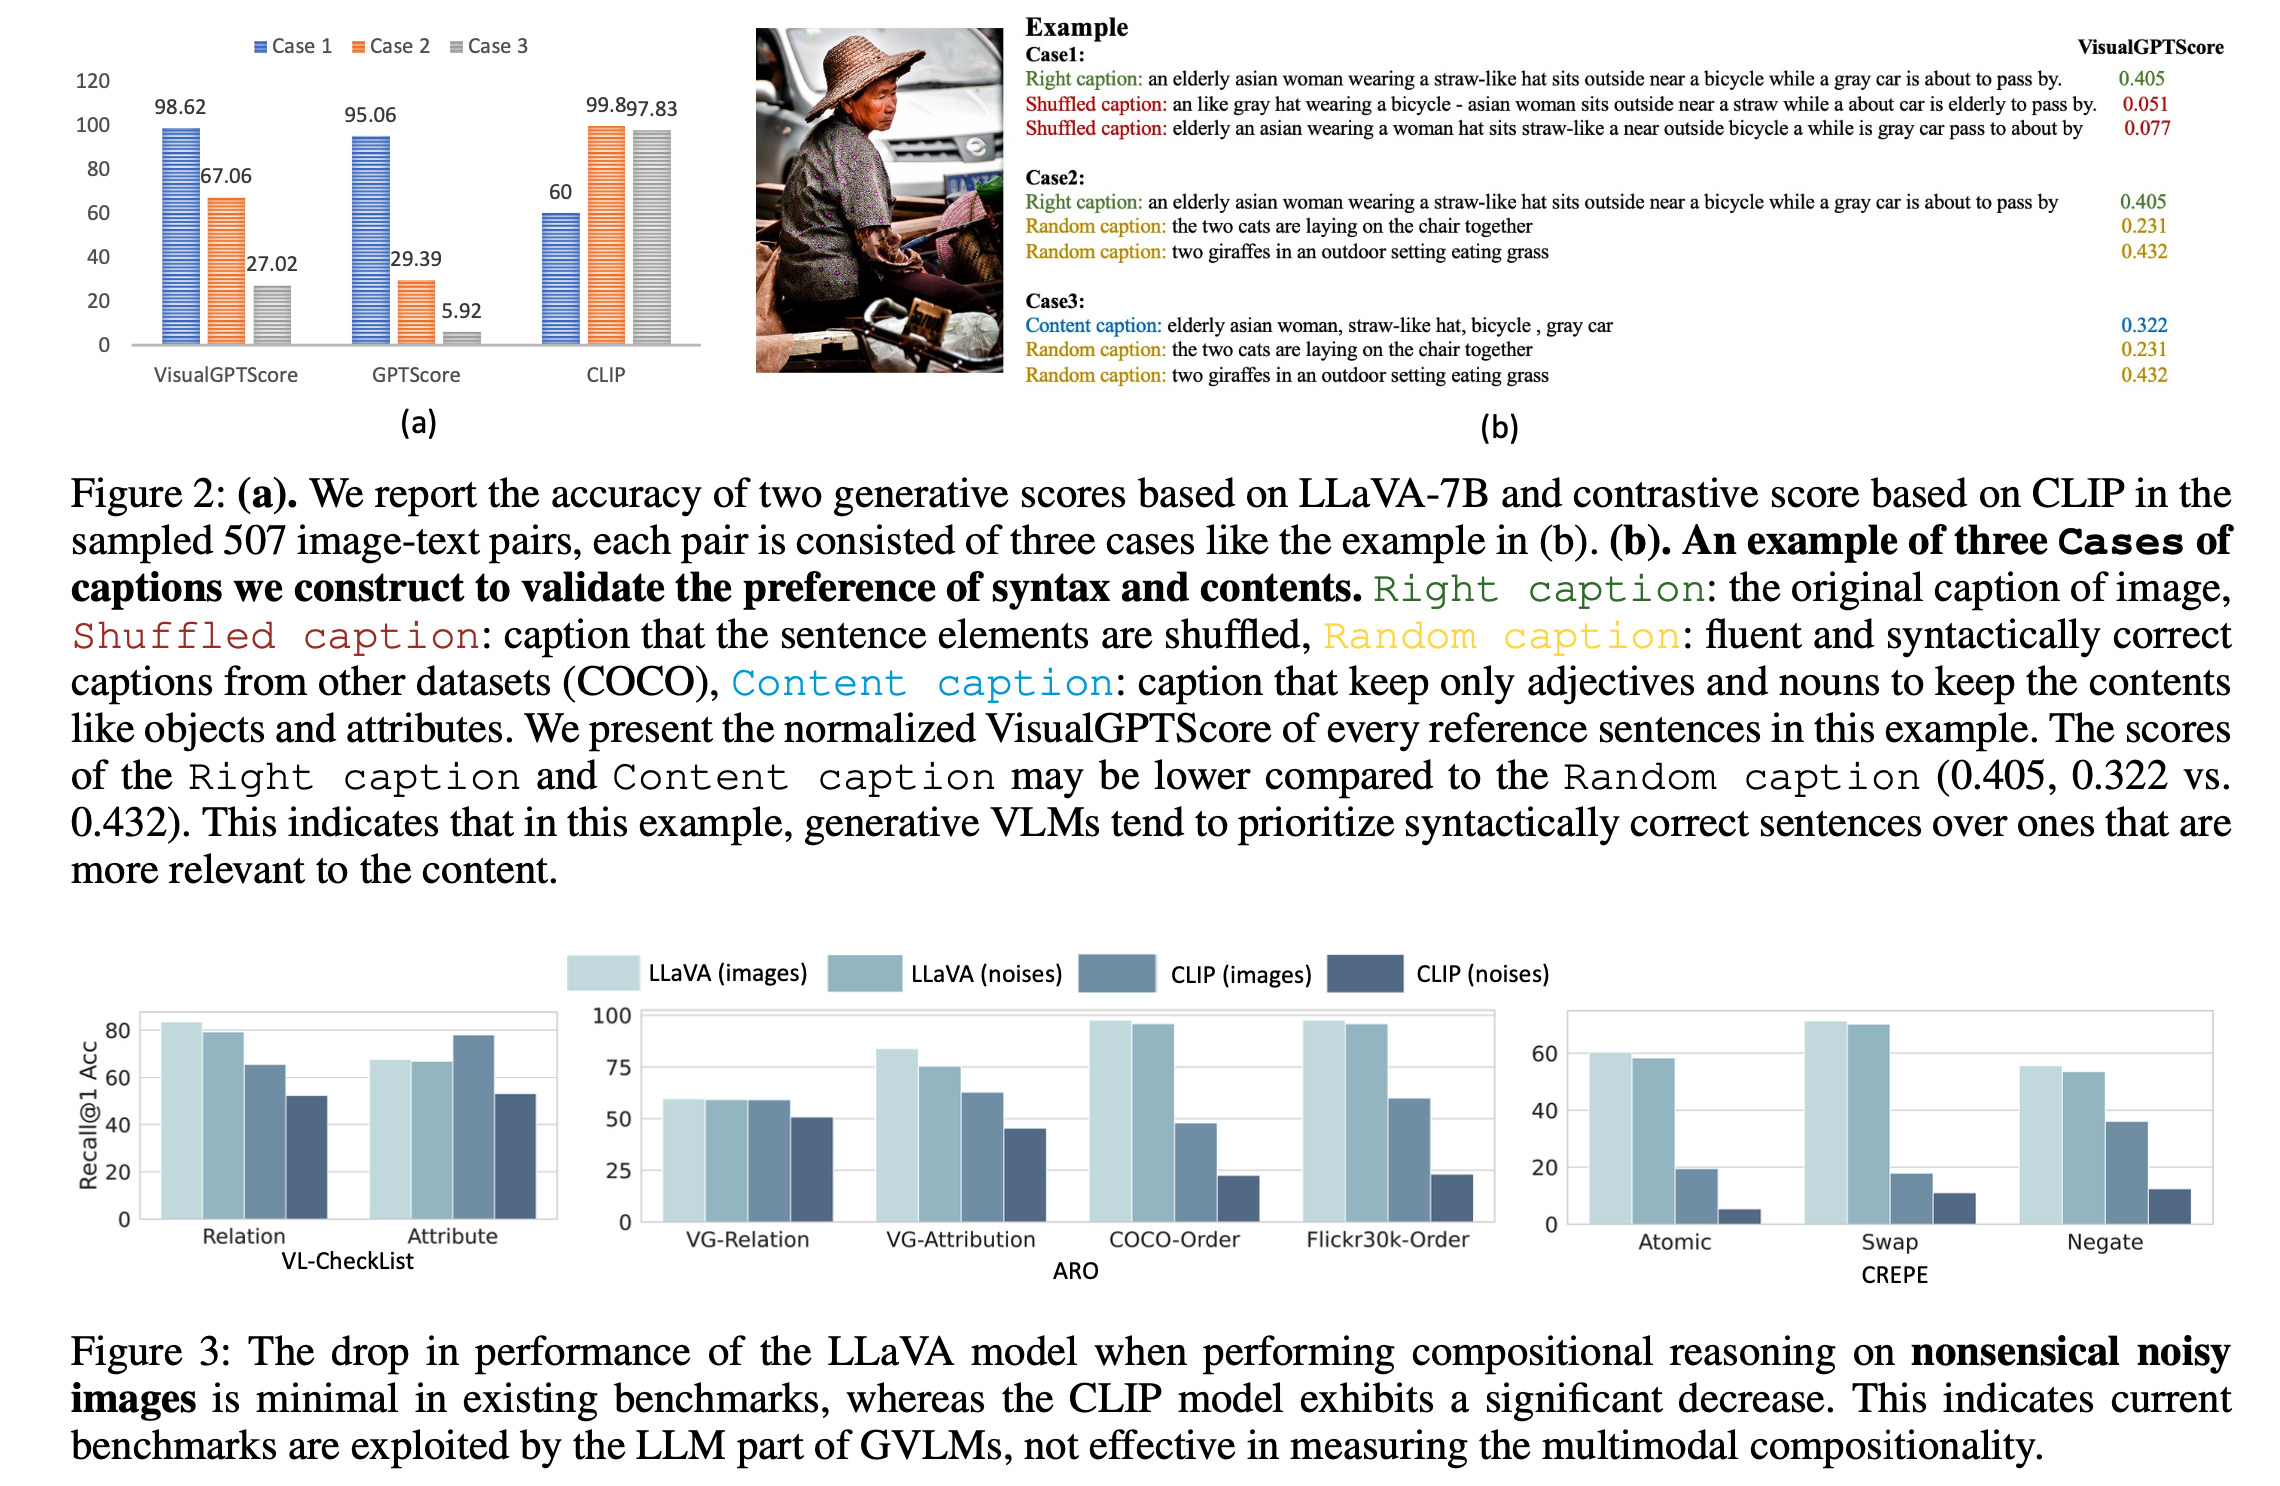 Case 1 Case 2 Case 3
120
100
80
60
40
20
0
98.62
67.06
27.02
95.06
29.39
5.92
60
99.8
97.83
VisualGPTScore GPTScore CLIP
(a)
Example
VisualGPTScore
Case1:
Right caption: an elderly asian woman wearing a straw-like hat sits outside near a bicycle while a gray car is about to pass by. 0.405
Shuffled caption: an like gray hat wearing a bicycle - asian woman sits outside near a straw while a about car is elderly to pass by. 0.051
Shuffled caption: elderly an asian wearing a woman hat sits straw-like a near outside bicycle a while is gray car pass to about by 0.077
Case2:
Right caption: an elderly asian woman wearing a straw-like hat sits outside near a bicycle while a gray car is about to pass by 0.405
Random caption: the two cats are laying on the chair together 0.231
Random caption: two giraffes in an outdoor setting eating grass 0.432
Case3:
Content caption: elderly asian woman, straw-like hat, bicycle , gray car 0.322
Random caption: the two cats are laying on the chair together 0.231
Random caption: two giraffes in an outdoor setting eating grass 0.432
(b)
Figure 2: (a). We report the accuracy of two generative scores based on LLaVA-7B and contrastive score based on CLIP in the
sampled 507 image-text pairs, each pair is consisted of three cases like the example in (b). (b). An example of three Cases of
captions we construct to validate the preference of syntax and contents. Right caption: the original caption of image,
Shuffled caption: caption that the sentence elements are shuffled, Random caption: fluent and syntactically correct
captions from other datasets (COCO), Content caption: caption that keep only adjectives and nouns to keep the contents
like objects and attributes. We present the normalized VisualGPTScore of every reference sentences in this example. The scores
of the Right caption and Content caption may be lower compared to the Random caption (0.405, 0.322 vs.
0.432). This indicates that in this example, generative VLMs tend to prioritize syntactically correct sentences over ones that are
more relevant to the content.
LLaVA (images) LLaVA (noises) CLIP (images) CLIP (noises)
Recall@1 Acc
80
60
40
20
0
Relation Attribute
VL-CheckList
100
75
50
25
0
VG-Relation VG-Attribution COCO-Order Flickr30k-Order
ARO
60
40
20
0
Atomic Swap Negate
CREPE
Figure 3: The drop in performance of the LLaVA model when performing compositional reasoning on nonsensical noisy
images is minimal in existing benchmarks, whereas the CLIP model exhibits a significant decrease. This indicates current
benchmarks are exploited by the LLM part of GVLMs, not effective in measuring the multimodal compositionality.